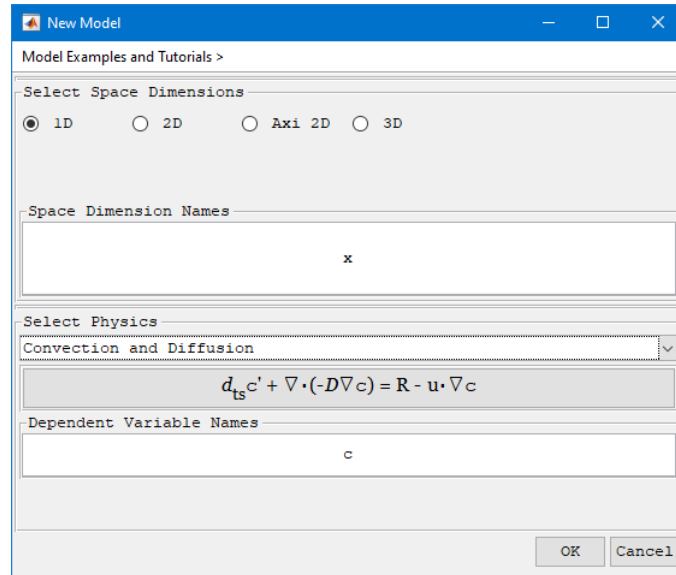 New Model
Model Examples and Tutorials >
Select Space Dimensions
1D 2D Axi 2D 3D
Space Dimension Names
x
Select Physics
Convection and Diffusion
d_ts c' + ∇·(-D∇c) = R - u·∇c
Dependent Variable Names
c
OK Cancel